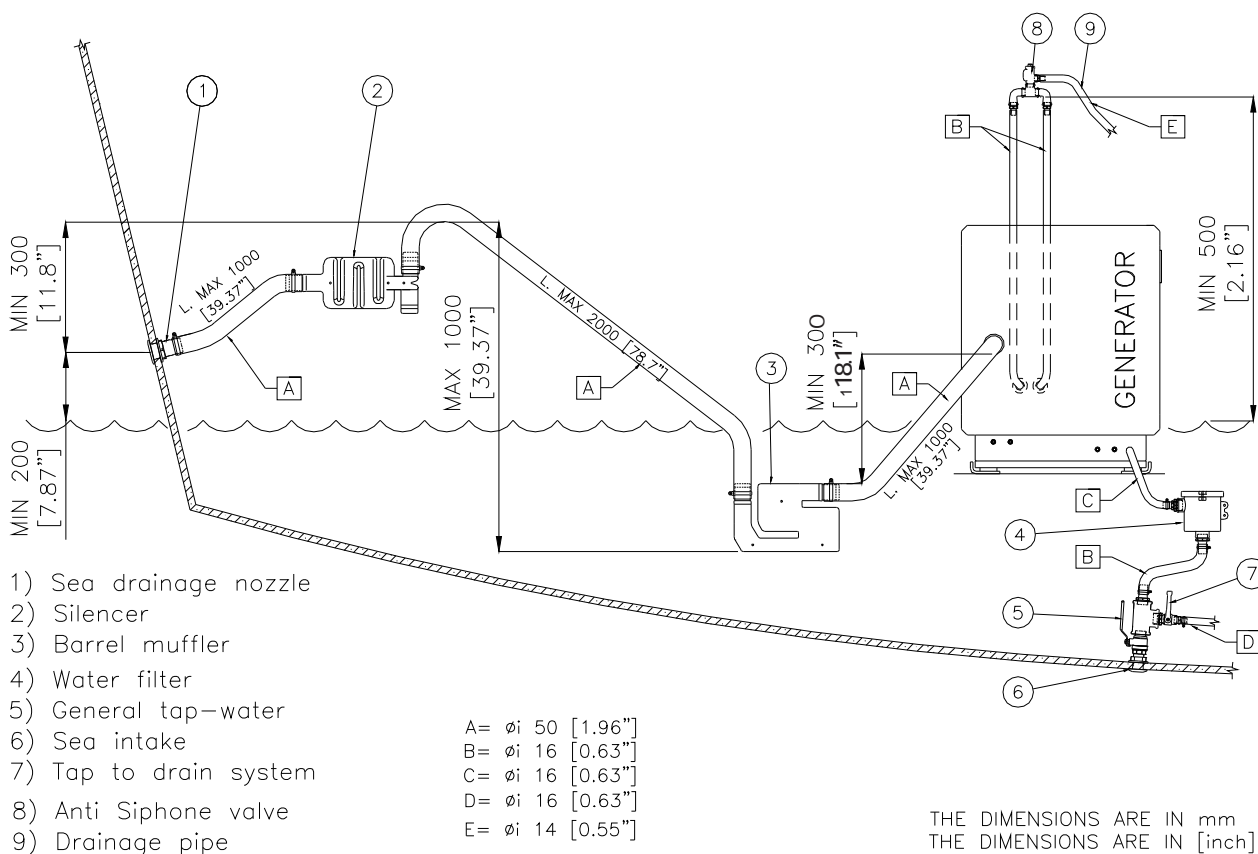 8 9
1 2
B E
MIN 300
[11.8"]
L. MAX 1000
[39.37"]
A
MAX 1000
[39.37"]
L. MAX 2000 [78.7"]
A
3
MIN 300
[118.1"]
A
L. MAX 1000
[39.37"]
GENERATOR
MIN 500
[2.16"]
MIN 200
[7.87"]
C
4
B
7
5
D
6
1) Sea drainage nozzle
2) Silencer
3) Barrel muffler
4) Water filter
5) General tap-water
6) Sea intake
7) Tap to drain system
8) Anti Siphone valve
9) Drainage pipe
A= øi 50 [1.96"]
B= øi 16 [0.63"]
C= øi 16 [0.63"]
D= øi 16 [0.63"]
E= øi 14 [0.55"]
THE DIMENSIONS ARE IN mm
THE DIMENSIONS ARE IN [inch]